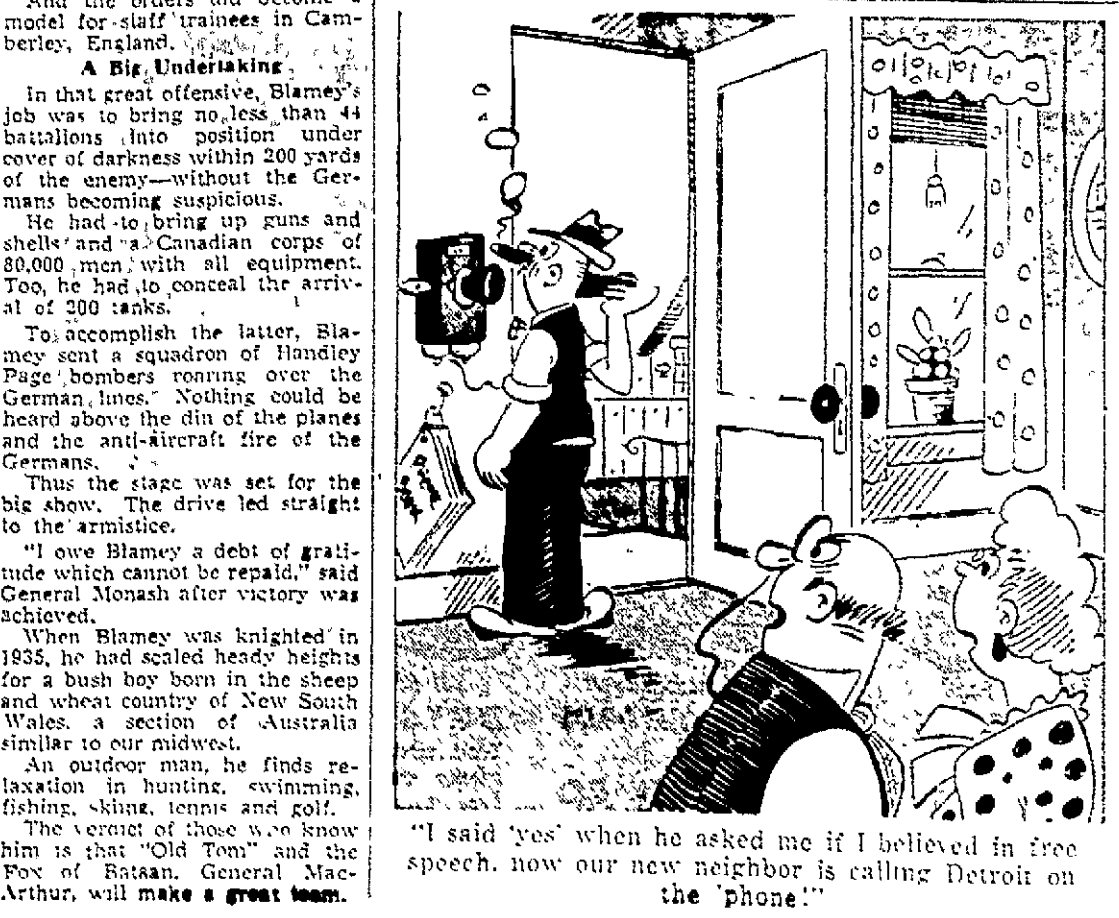 And the orders did become a
model for staff trainees in Cam-
berley, England.
A Big Undertaking
In that great offensive, Blamey's
job was to bring no less than 44
battalions into position under
cover of darkness within 200 yards
of the enemy—without the Ger-
mans becoming suspicious.
He had to bring up guns and
shells and a Canadian corps of
80,000 men, with all equipment.
Too, he had to conceal the arriv-
al of 200 tanks.
To accomplish the latter, Bla-
mey sent a squadron of Handley
Page bombers roaring over the
German lines. Nothing could be
heard above the din of the planes
and the anti-aircraft fire of the
Germans.
Thus the stage was set for the
big show. The drive led straight
to the armistice.
"I owe Blamey a debt of grati-
tude which cannot be repaid," said
General Monash after victory was
achieved.
When Blamey was knighted in
1935, he had scaled heady heights
for a bush boy born in the sheep
and wheat country of New South
Wales, a section of Australia
similar to our midwest.
An outdoor man, he finds re-
laxation in hunting, swimming,
fishing, skiing, tennis and golf.
The verdict of those who know
him is that "Old Tom" and the
Fox of Bataan, General Mac-
Arthur, will make a great team.
"I said 'yes' when he asked me if I believed in free
speech, now our new neighbor is calling Detroit on
the 'phone!"